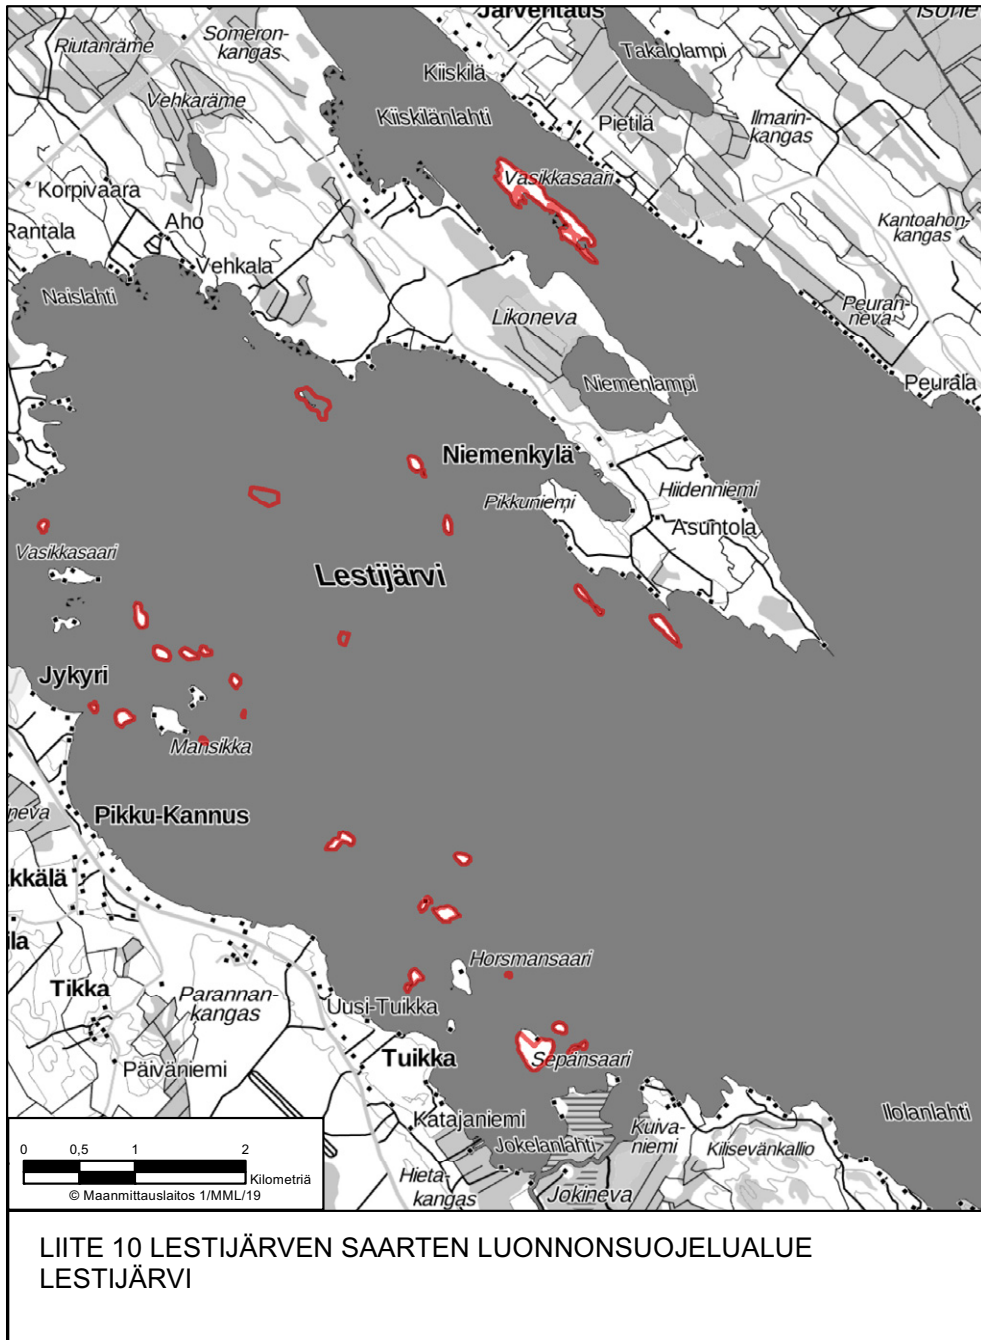 Järventaus
Isone
Riutanräme
Someron-
kangas
Takalolampi
Kiiskilä
Vehkaräme
Kiiskilänlahti
Pietilä
Ilmarin-
kangas
Korpivaara
Vasikkasaari
Aho
Kantoahon-
kangas
Rantala
Vehkala
Naislahti
Peuran-
neva
Likoneva
Niemenlampi
Peurala
Niemenkylä
Pikkuniemi
Hiidenniemi
Asuntola
Vasikkasaari
Lestijärvi
Jykyri
Mansikka
neva
Pikku-Kannus
kkälä
ila
Horsmansaari
Tikka
Parannan-
kangas
Uusi-Tuikka
Tuikka
Sepänsaari
Päiväniemi
Katajaniemi
Ilolanlahti
Jokelanlahti
Kuiva-
niemi
Kilisevänkallio
Hieta-
kangas
Jokineva
0 0,5 1 2
Kilometriä
© Maanmittauslaitos 1/MML/19
LIITE 10 LESTIJÄRVEN SAARTEN LUONNONSUOJELUALUE
LESTIJÄRVI